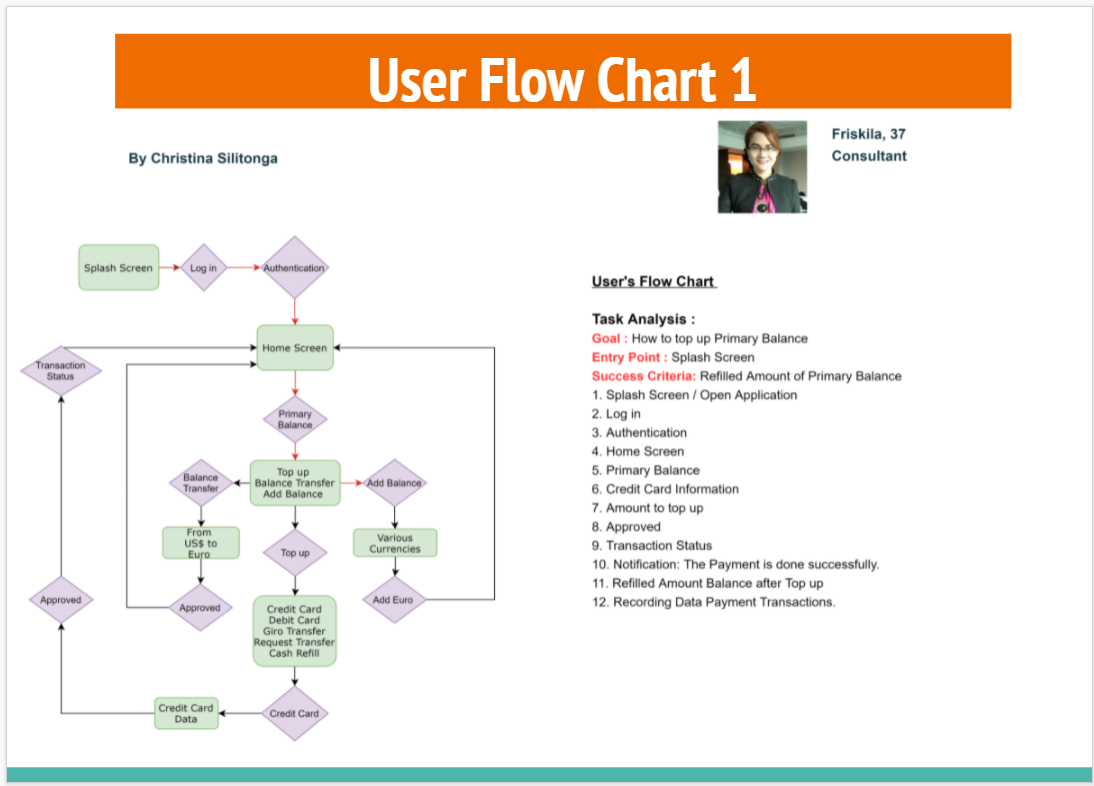 User Flow Chart 1
By Christina Silitonga
Friskila, 37
Consultant
Splash Screen
Log in
Authentication
Home Screen
Transaction
Status
Primary
Balance
Balance
Transfer
Top up
Balance Transfer
Add Balance
Add Balance
From
US$ to
Euro
Top up
Various
Currencies
Approved
Approved
Add Euro
Credit Card
Debit Card
Giro Transfer
Request Transfer
Cash Refill
Credit Card
Data
Credit Card
User's Flow Chart
Task Analysis :
Goal : How to top up Primary Balance
Entry Point : Splash Screen
Success Criteria: Refilled Amount of Primary Balance
1. Splash Screen / Open Application
2. Log in
3. Authentication
4. Home Screen
5. Primary Balance
6. Credit Card Information
7. Amount to top up
8. Approved
9. Transaction Status
10. Notification: The Payment is done successfully.
11. Refilled Amount Balance after Top up
12. Recording Data Payment Transactions.